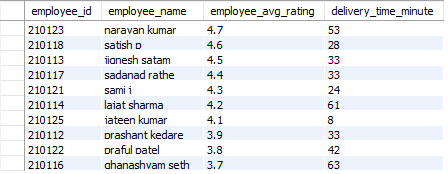 employee_id employee_name employee_avg_rating delivery_time_minute
210123 narayan kumar 4.7 53
210118 satish p 4.6 28
210113 jignesh satam 4.5 33
210117 sadanad rathe 4.4 33
210121 sami j 4.3 24
210114 lajat sharma 4.2 61
210125 jateen kumar 4.1 8
210112 prashant kedare 3.9 33
210122 praful patel 3.8 42
210116 ghanashyam seth 3.7 63